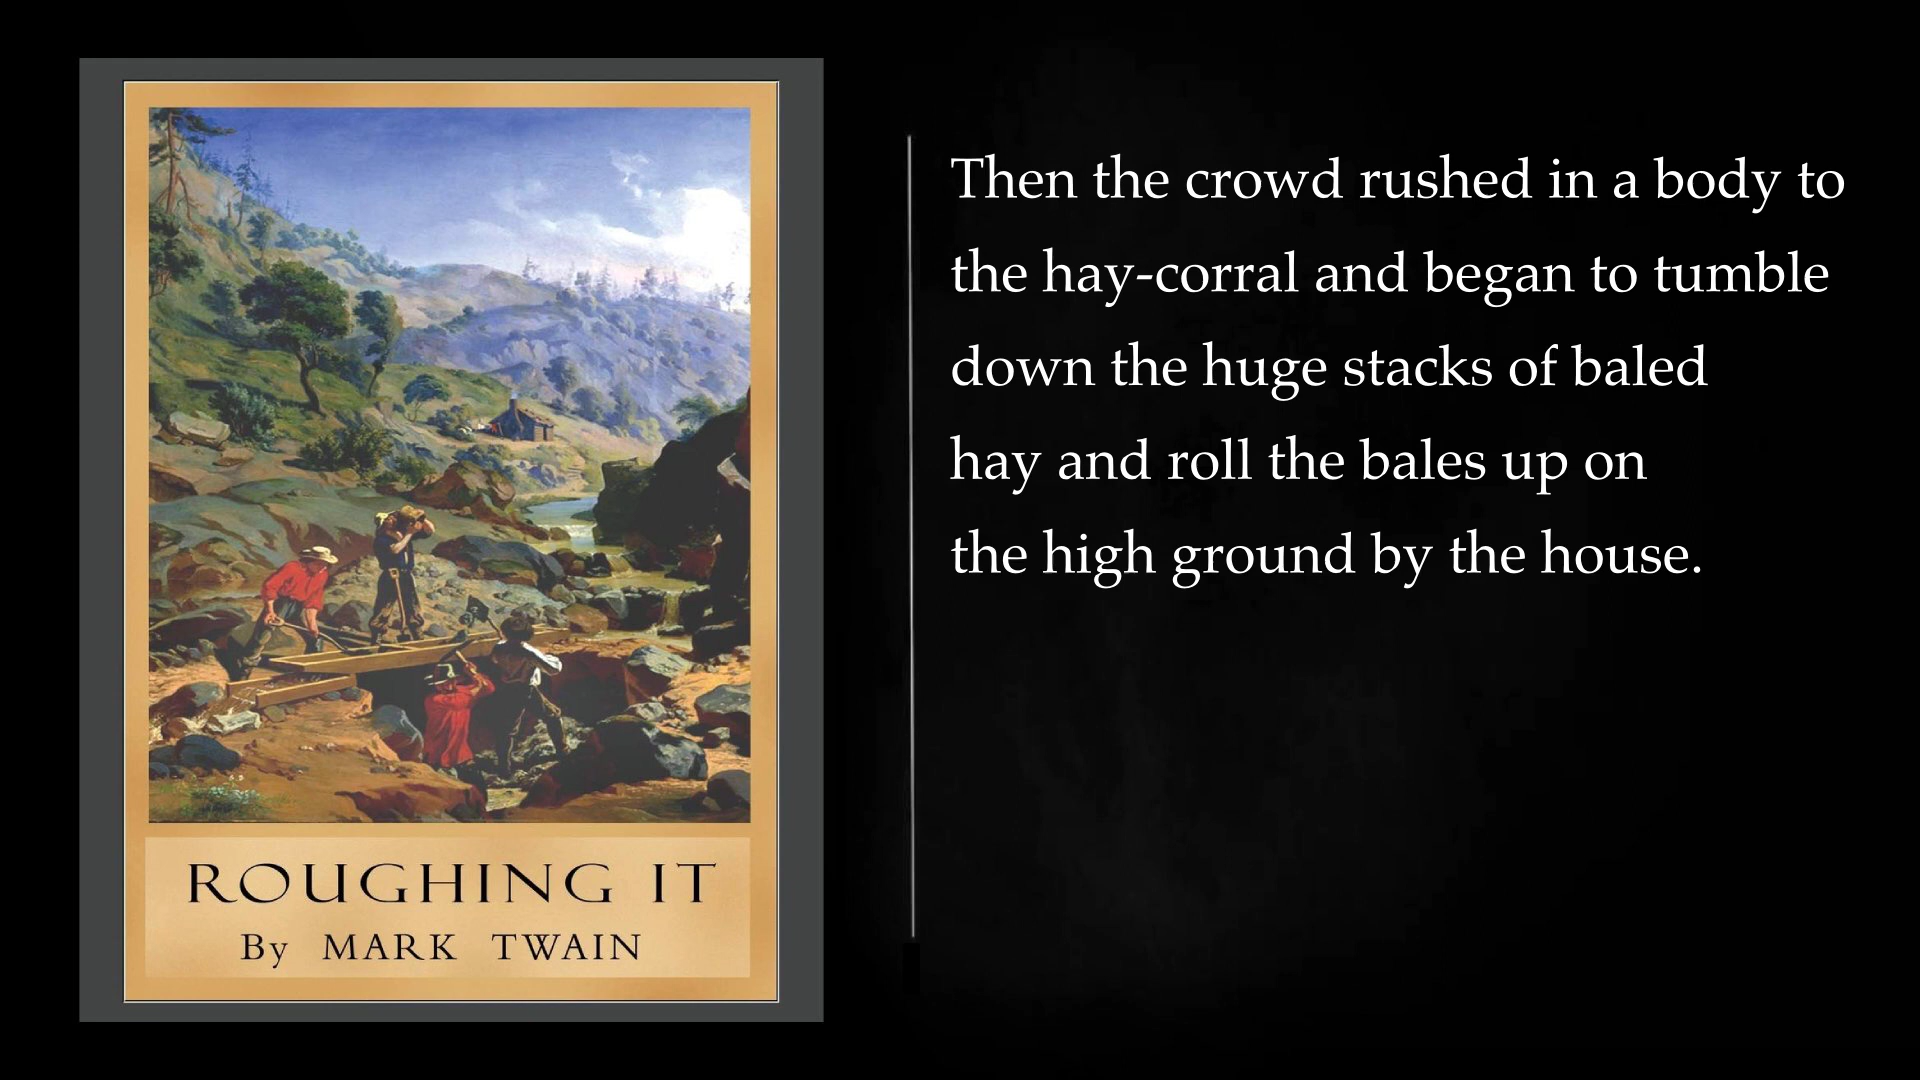 ROUGHING IT
By MARK TWAIN
Then the crowd rushed in a body to
the hay-corral and began to tumble
down the huge stacks of baled
hay and roll the bales up on
the high ground by the house.